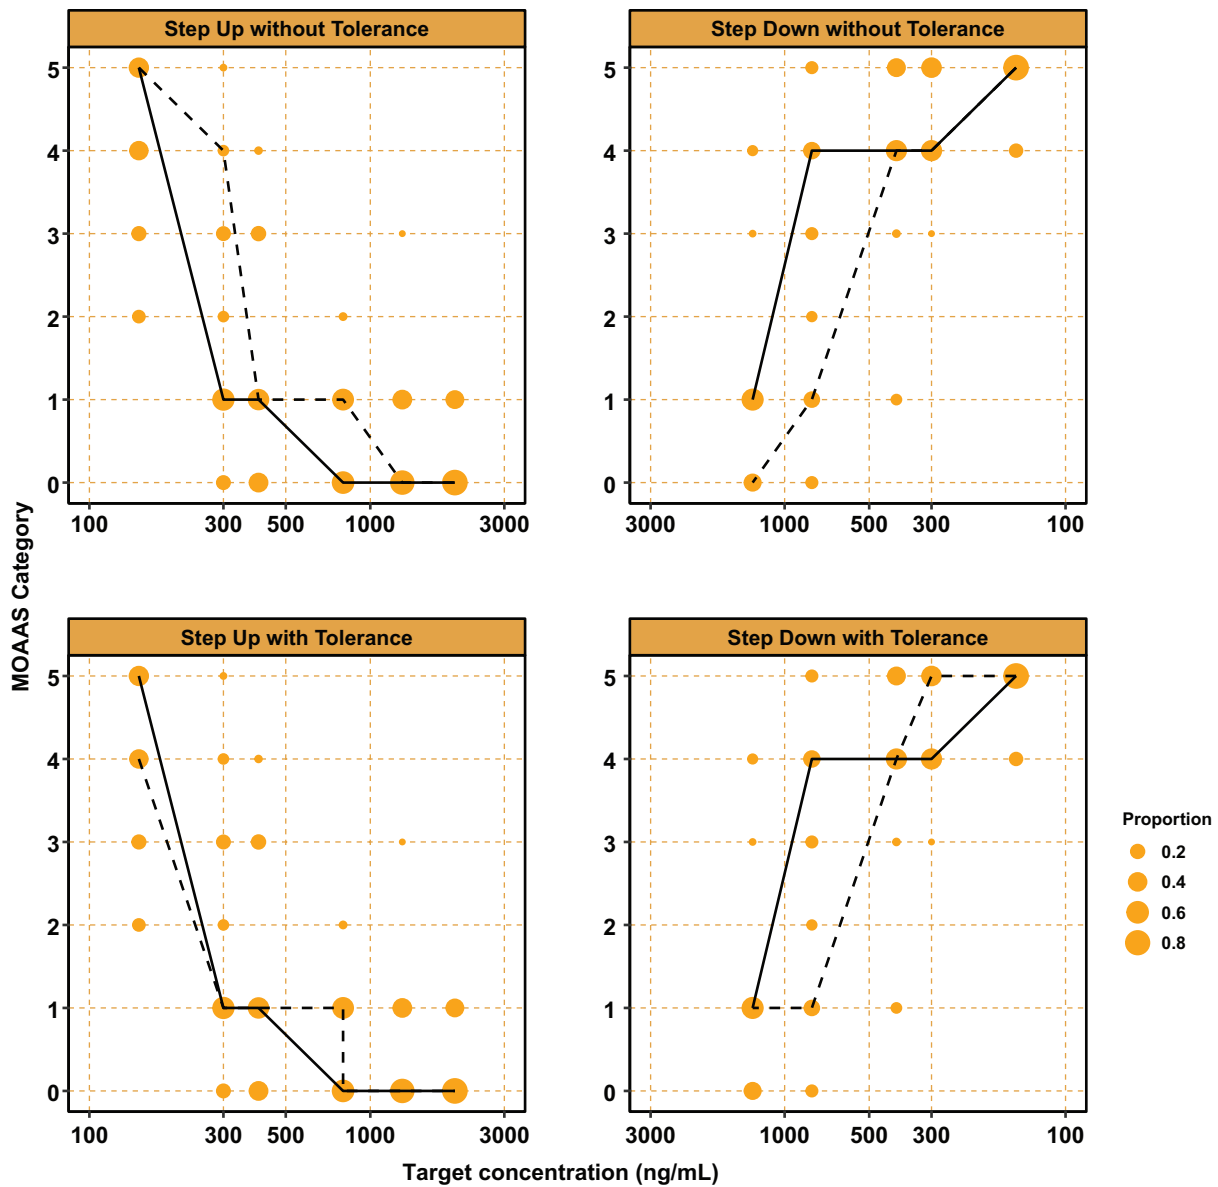 Step Up without Tolerance
Step Down without Tolerance
5
4
3
2
1
0
5
4
3
2
1
0
100 300 500 1000 3000
3000 1000 500 300 100
MOAAS Category
Step Up with Tolerance
Step Down with Tolerance
5
4
3
2
1
0
5
4
3
2
1
0
100 300 500 1000 3000
3000 1000 500 300 100
Target concentration (ng/mL)
Proportion
0.2
0.4
0.6
0.8